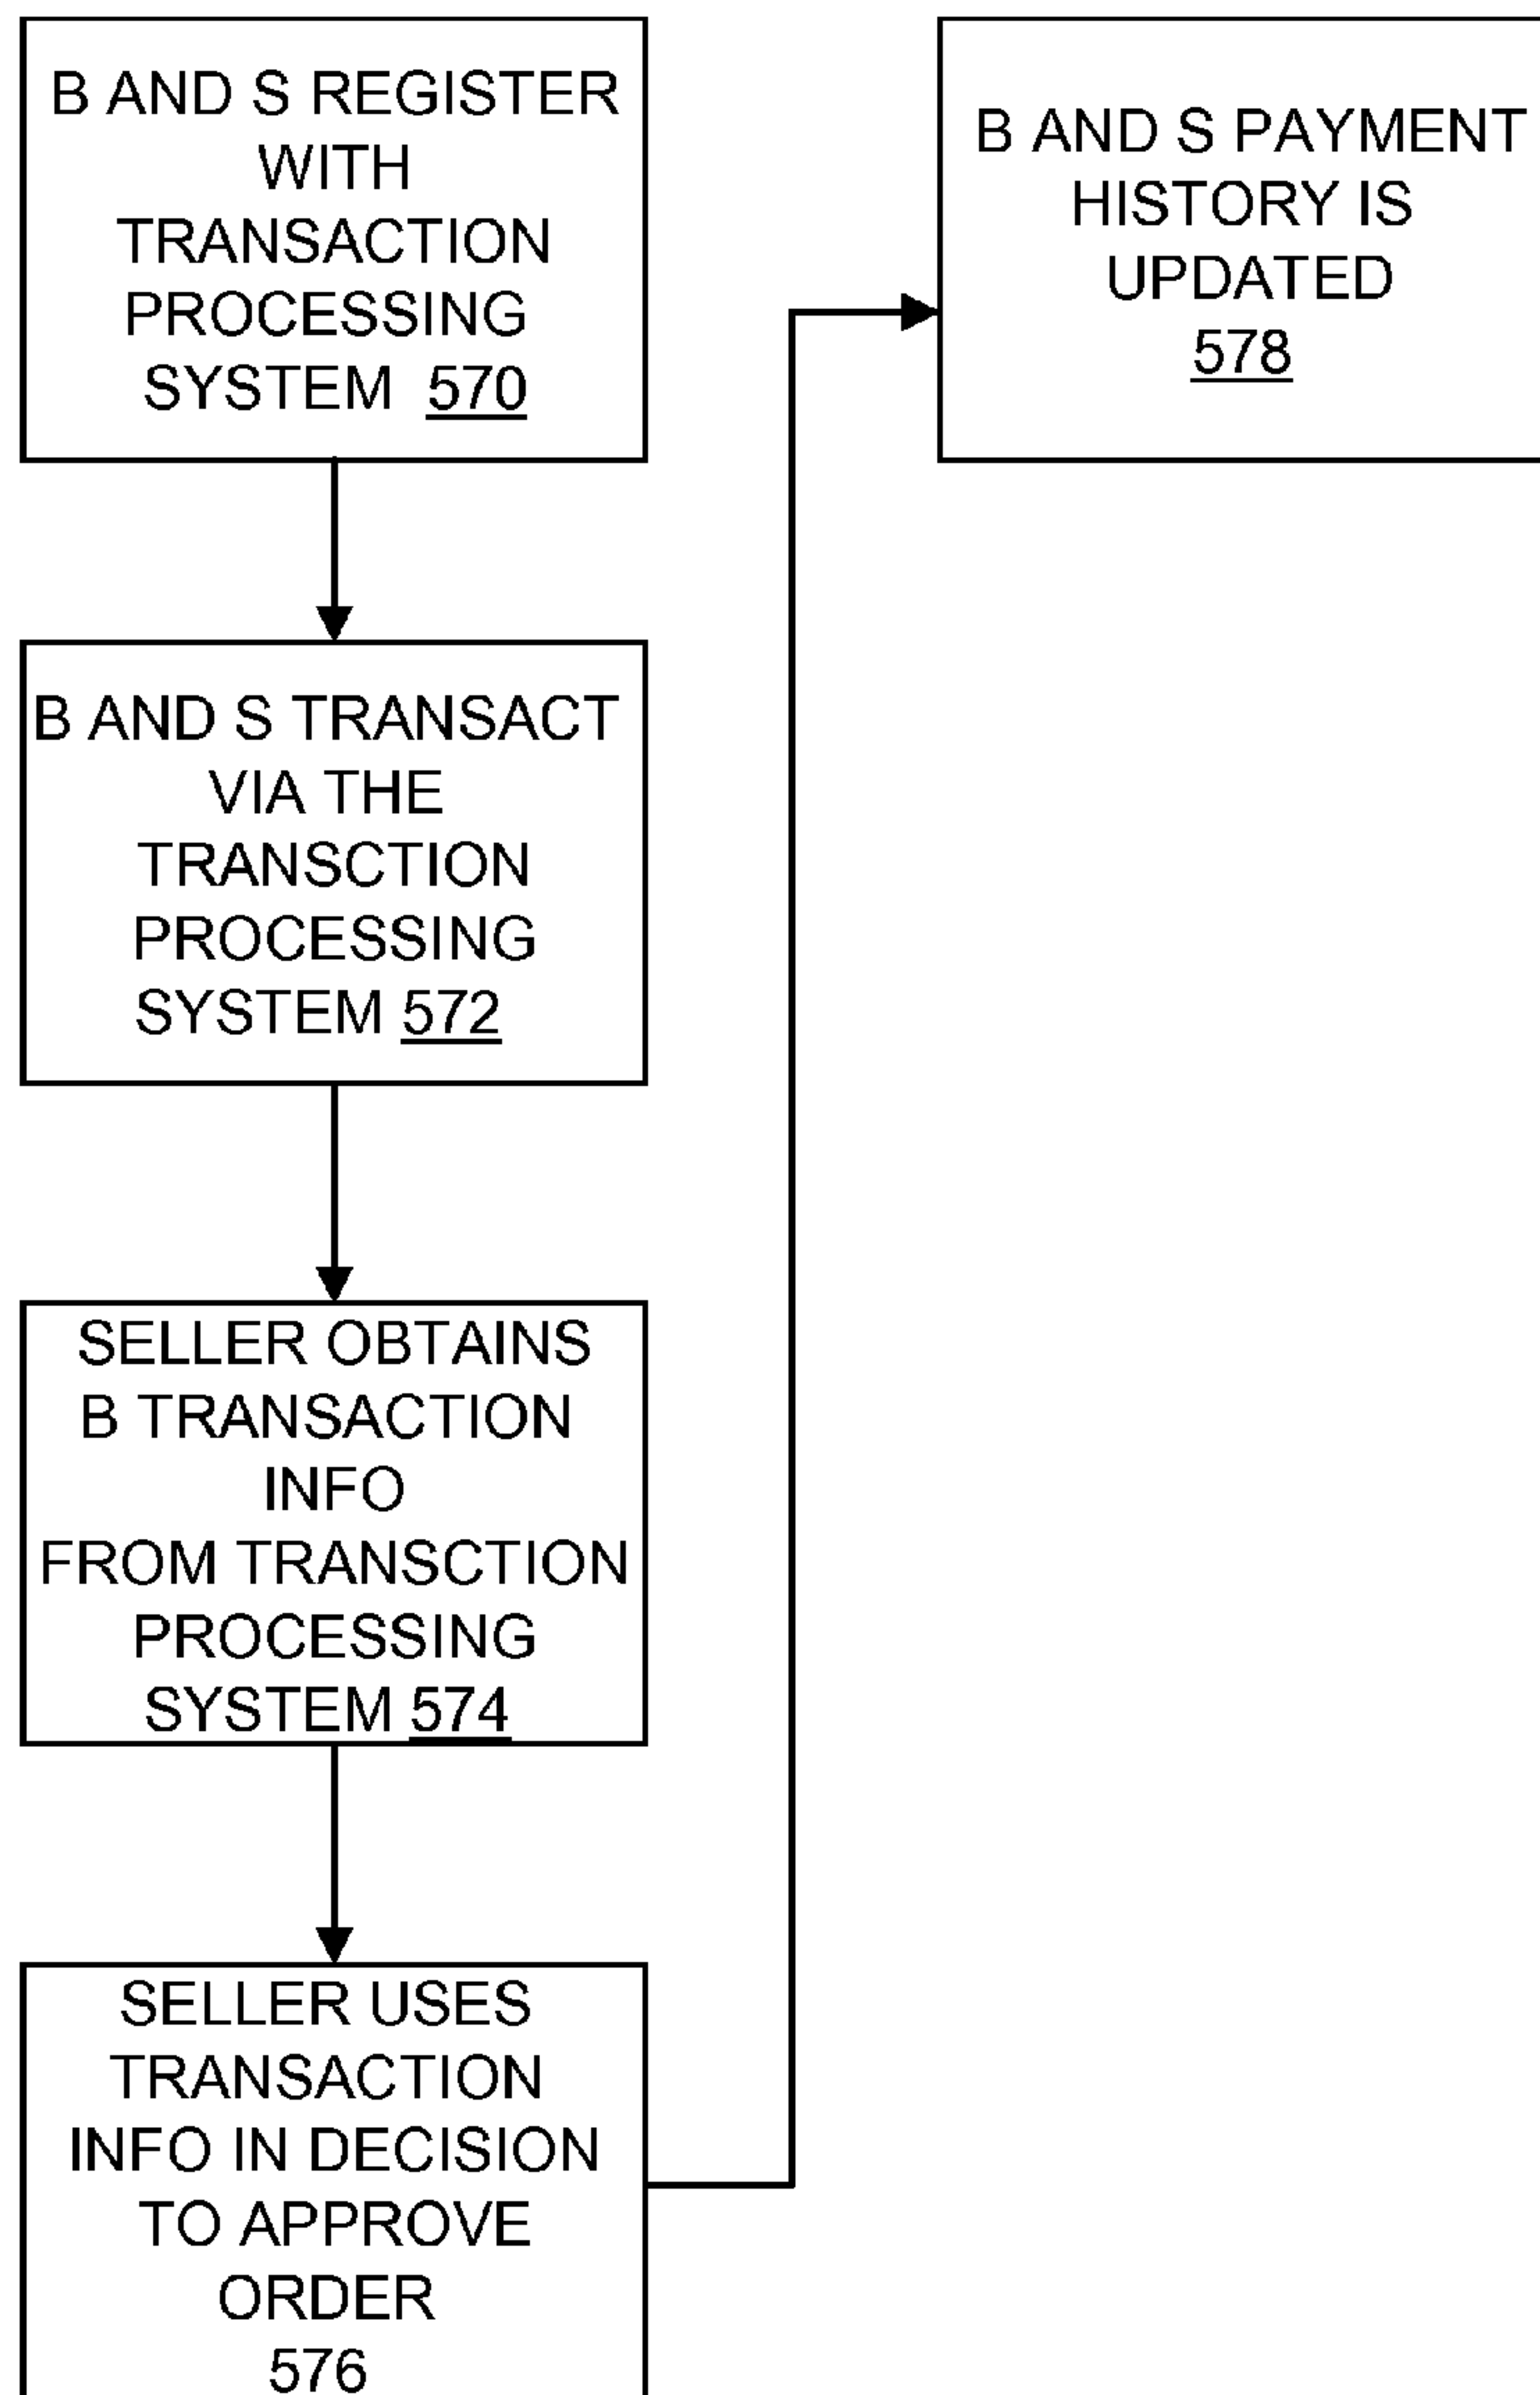 B AND S REGISTER
WITH
TRANSACTION
PROCESSING
SYSTEM 570
B AND S TRANSACT
VIA THE
TRANSCTION
PROCESSING
SYSTEM 572
SELLER OBTAINS
B TRANSACTION
INFO
FROM TRANSCTION
PROCESSING
SYSTEM 574
SELLER USES
TRANSACTION
INFO IN DECISION
TO APPROVE
ORDER
576
B AND S PAYMENT
HISTORY IS
UPDATED
578